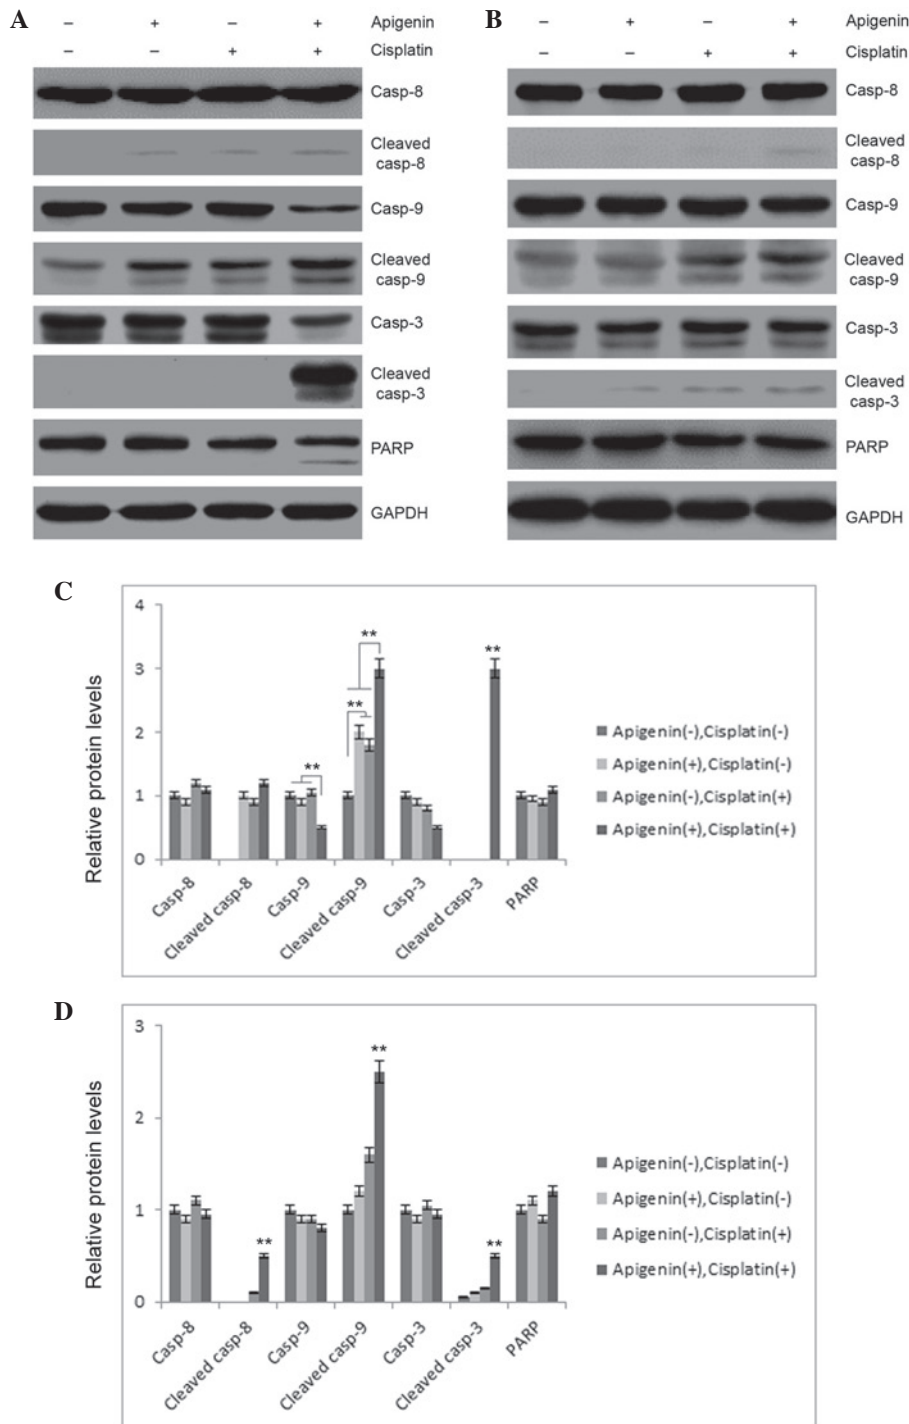 A
– + – + Apigenin
– – + + Cisplatin
Casp-8
Cleaved
casp-8
Casp-9
Cleaved
casp-9
Casp-3
Cleaved
casp-3
PARP
GAPDH
B
– + – + Apigenin
– – + + Cisplatin
Casp-8
Cleaved
casp-8
Casp-9
Cleaved
casp-9
Casp-3
Cleaved
casp-3
PARP
GAPDH
C
Relative protein levels
4
3
2
1
0
**
**
**
**
Casp-8
Cleaved casp-8
Casp-9
Cleaved casp-9
Casp-3
Cleaved casp-3
PARP
Apigenin(-),Cisplatin(-)
Apigenin(+),Cisplatin(-)
Apigenin(-),Cisplatin(+)
Apigenin(+),Cisplatin(+)
D
Relative protein levels
3
2
1
0
**
**
**
Casp-8
Cleaved casp-8
Casp-9
Cleaved casp-9
Casp-3
Cleaved casp-3
PARP
Apigenin(-),Cisplatin(-)
Apigenin(+),Cisplatin(-)
Apigenin(-),Cisplatin(+)
Apigenin(+),Cisplatin(+)